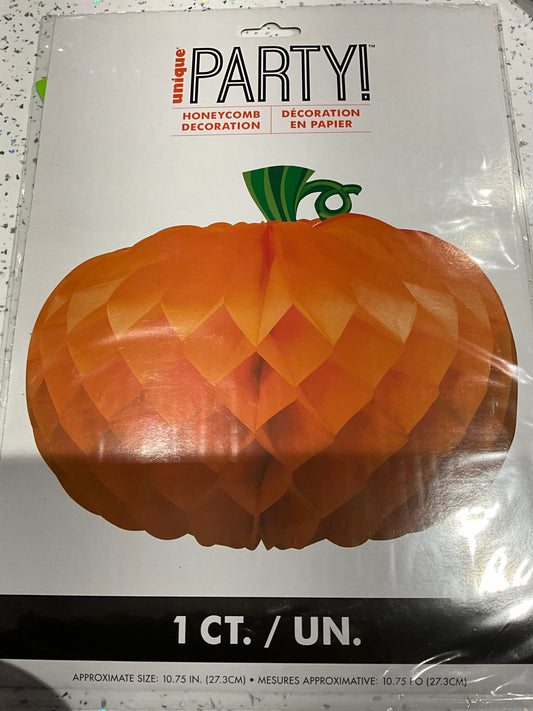 unique PARTY!™
HONEYCOMB DECORATION
DÉCORATION EN PAPIER
1 CT. / UN.
APPROXIMATE SIZE: 10.75 IN. (27.3CM) • MESURES APPROXIMATIVE: 10.75 PO (27.3CM)